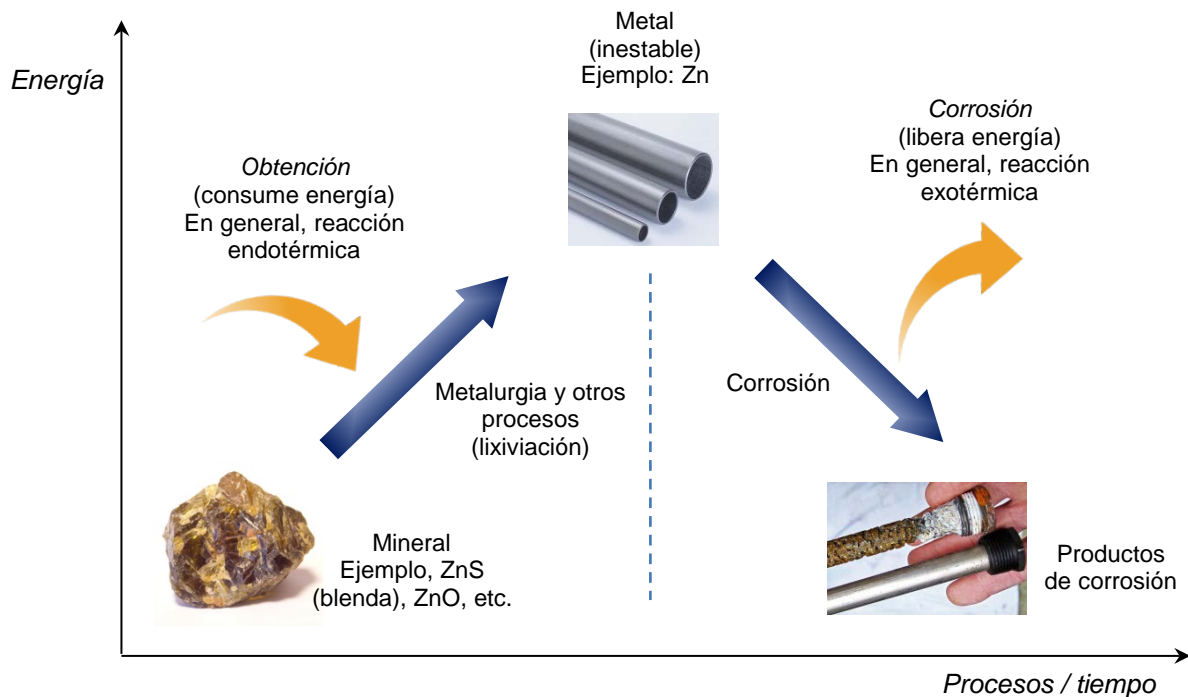 Metal
(inestable)
Ejemplo: Zn
Energía
Corrosión
(libera energía)
En general, reacción
exotérmica
Obtención
(consume energía)
En general, reacción
endotérmica
Metalurgia y otros
procesos
(lixiviación)
Corrosión
Mineral
Ejemplo, ZnS
(blenda), ZnO, etc.
Productos
de corrosión
Procesos / tiempo